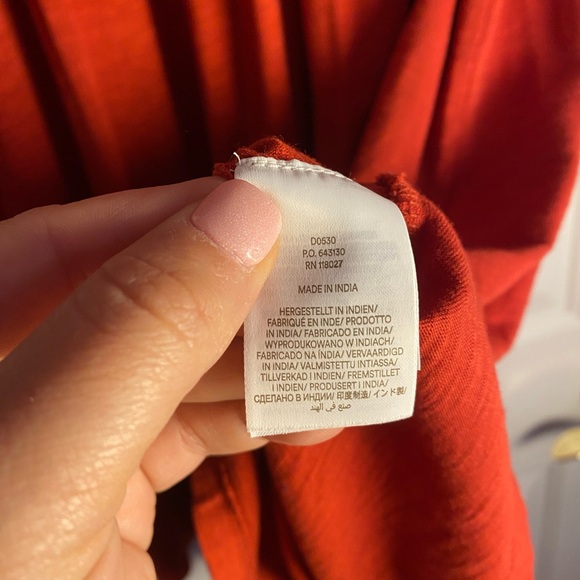 D0530
P.O. 643130
RN 118027
MADE IN INDIA
HERGESTELLT IN INDIEN/
FABRIQUÉ EN INDE/ PRODOTTO
IN INDIA/ FABRICADO EN INDIA/
WYPRODUKOWANO W INDIACH/
FABRICADO NA ÍNDIA/ VERVAARDIGD
IN INDIA/ VALMISTETTU INTIASSA/
TILLVERKAD I INDIEN/ FREMSTILLET
I INDIEN/ PRODUSERT I INDIA/
СДЕЛАНО В ИНДИИ/ 印度制造/ インド製/
صنع في الهند